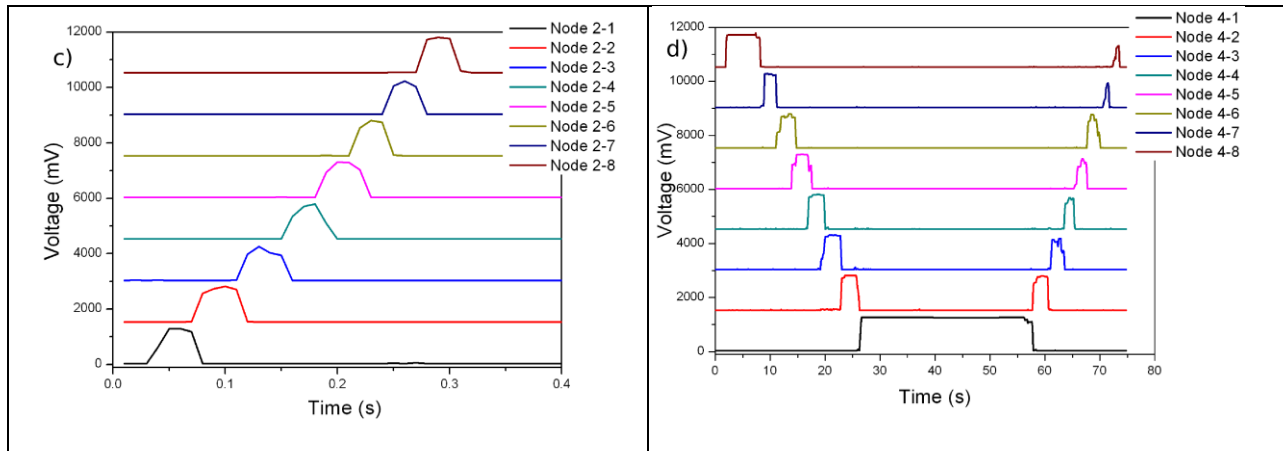 c)
Node 2-1
Node 2-2
Node 2-3
Node 2-4
Node 2-5
Node 2-6
Node 2-7
Node 2-8
12000
10000
8000
6000
4000
2000
0
Voltage (mV)
0.0 0.1 0.2 0.3 0.4
Time (s)
d)
Node 4-1
Node 4-2
Node 4-3
Node 4-4
Node 4-5
Node 4-6
Node 4-7
Node 4-8
12000
10000
8000
6000
4000
2000
0
Voltage (mV)
0 10 20 30 40 50 60 70 80
Time (s)